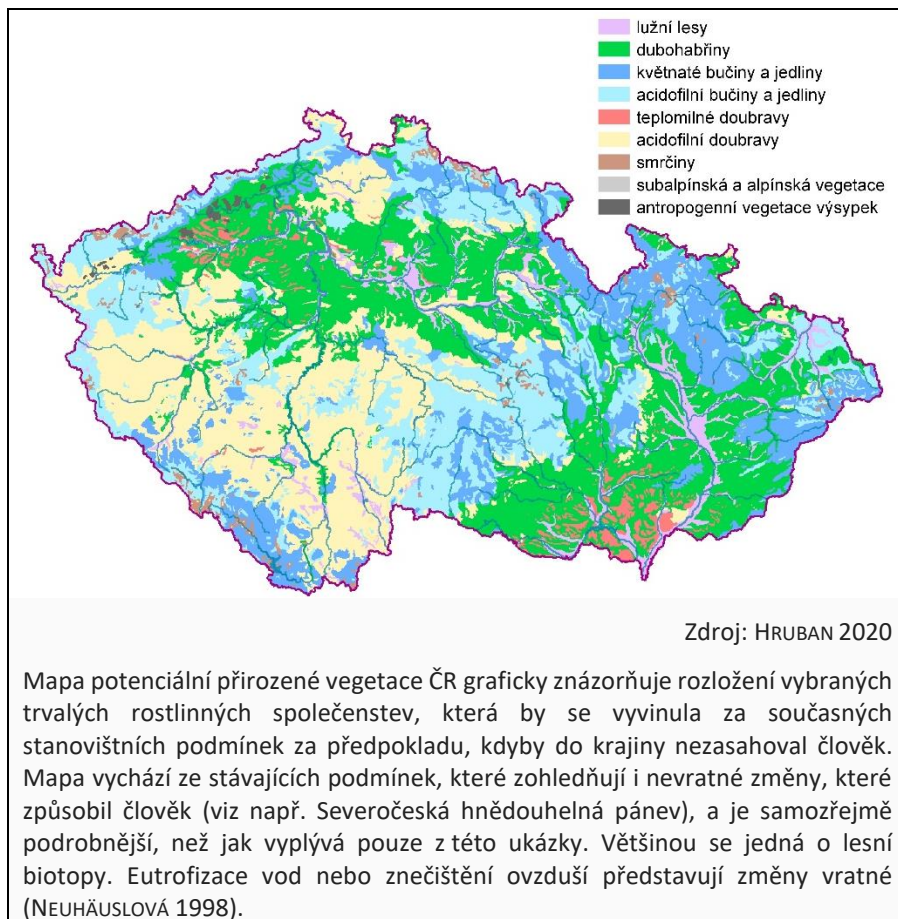 lužní lesy
dubohabřiny
květnaté bučiny a jedliny
acidofilní bučiny a jedliny
teplomilné doubravy
acidofilní doubravy
smrčiny
subalpínská a alpínská vegetace
antropogenní vegetace výsypek
Zdroj: HRUBAN 2020
Mapa potenciální přirozené vegetace ČR graficky znázorňuje rozložení vybraných
trvalých rostlinných společenstev, která by se vyvinula za současných
stanovištních podmínek za předpokladu, kdyby do krajiny nezasahoval člověk.
Mapa vychází ze stávajících podmínek, které zohledňují i nevratné změny, které
způsobil člověk (viz např. Severočeská hnědouhelná pánev), a je samozřejmě
podrobnější, než jak vyplývá pouze z této ukázky. Většinou se jedná o lesní
biotopy. Eutrofizace vod nebo znečištění ovzduší představují změny vratné
(NEUHÄUSLOVÁ 1998).